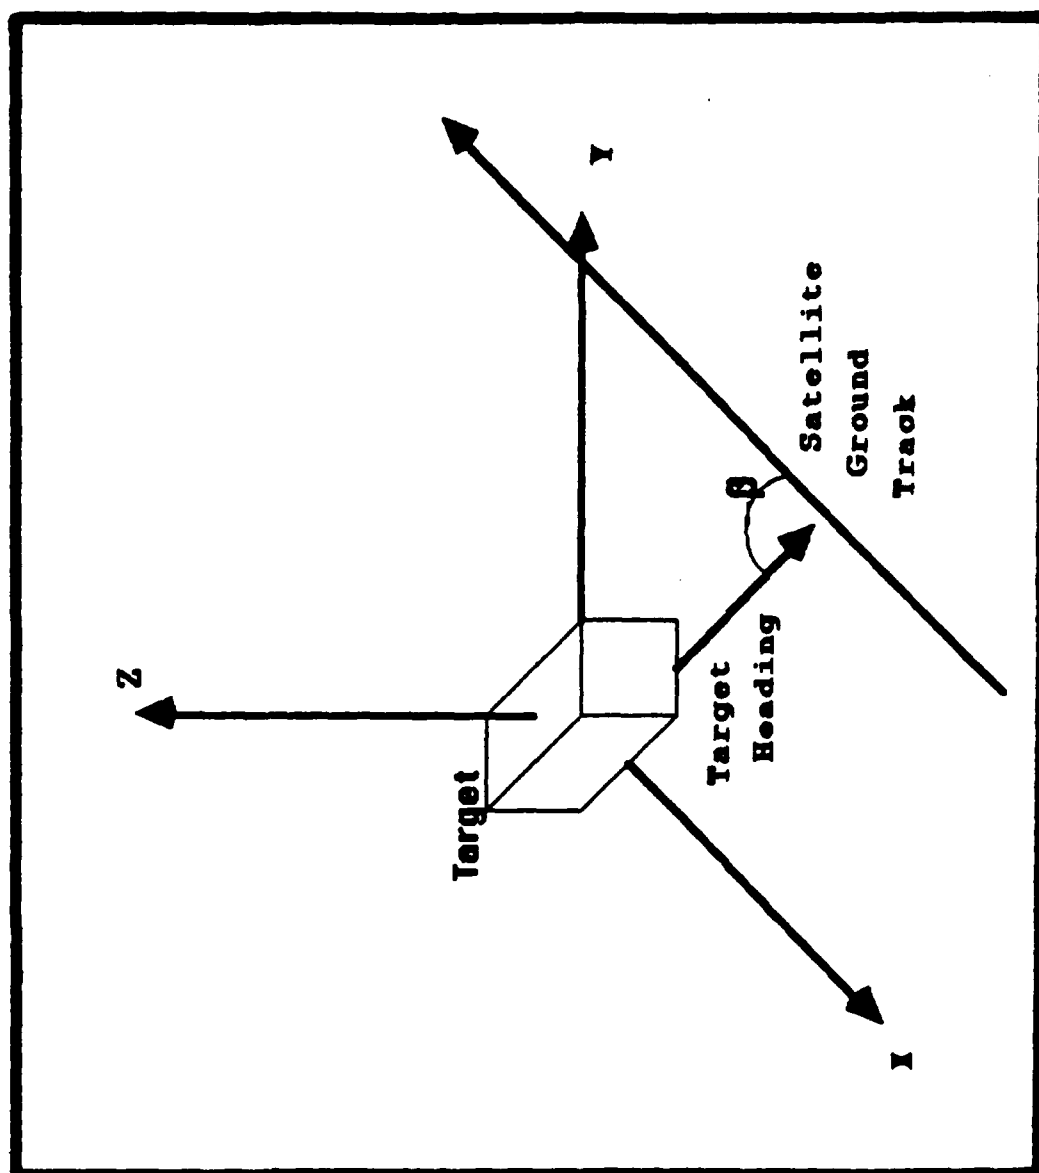 Z
Y
Target
Satellite
Ground
Track
β
Target
Heading
X